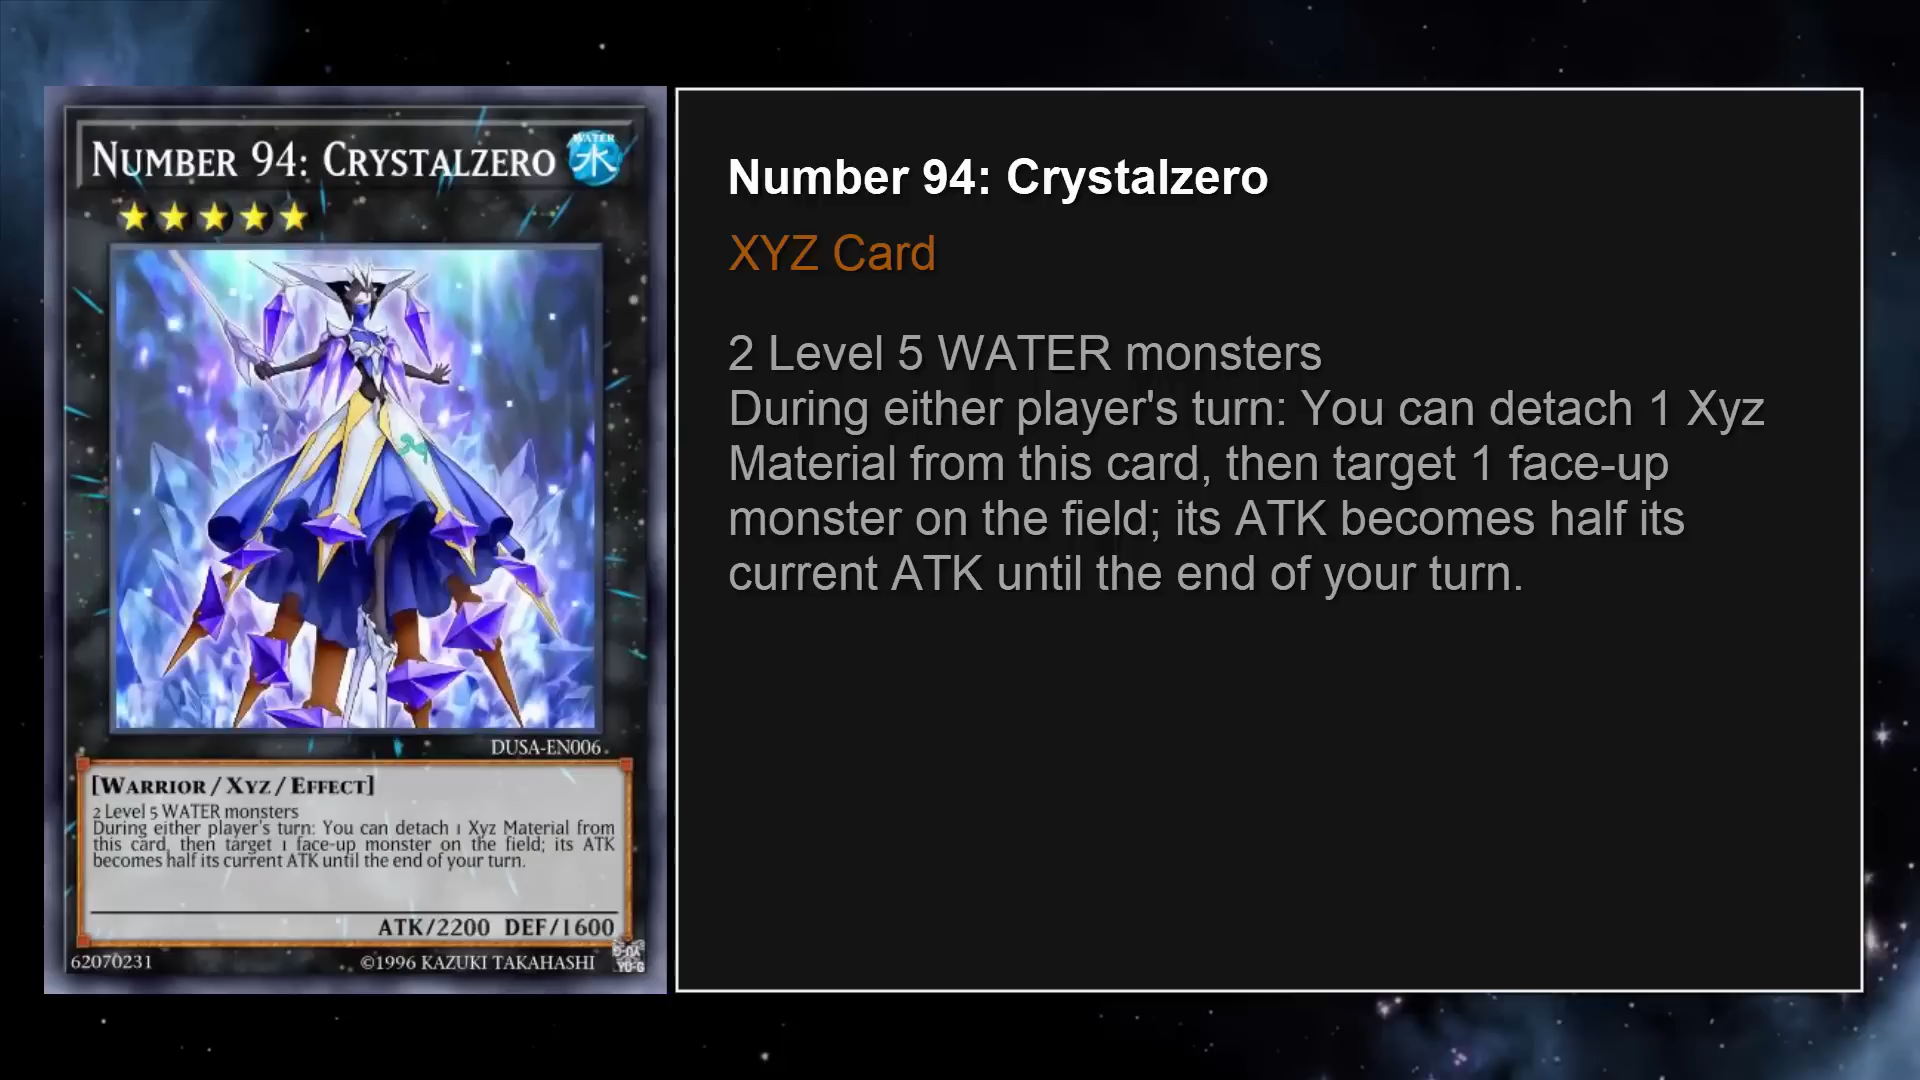 NUMBER 94: CRYSTALZERO
WATER
水
DUSA-EN006
[WARRIOR / XYZ / EFFECT]
2 Level 5 WATER monsters
During either player's turn: You can detach 1 Xyz Material from
this card, then target 1 face-up monster on the field; its ATK
becomes half its current ATK until the end of your turn.
ATK/2200 DEF/1600
62070231
©1996 KAZUKI TAKAHASHI
Number 94: Crystalzero
XYZ Card
2 Level 5 WATER monsters
During either player's turn: You can detach 1 Xyz
Material from this card, then target 1 face-up
monster on the field; its ATK becomes half its
current ATK until the end of your turn.